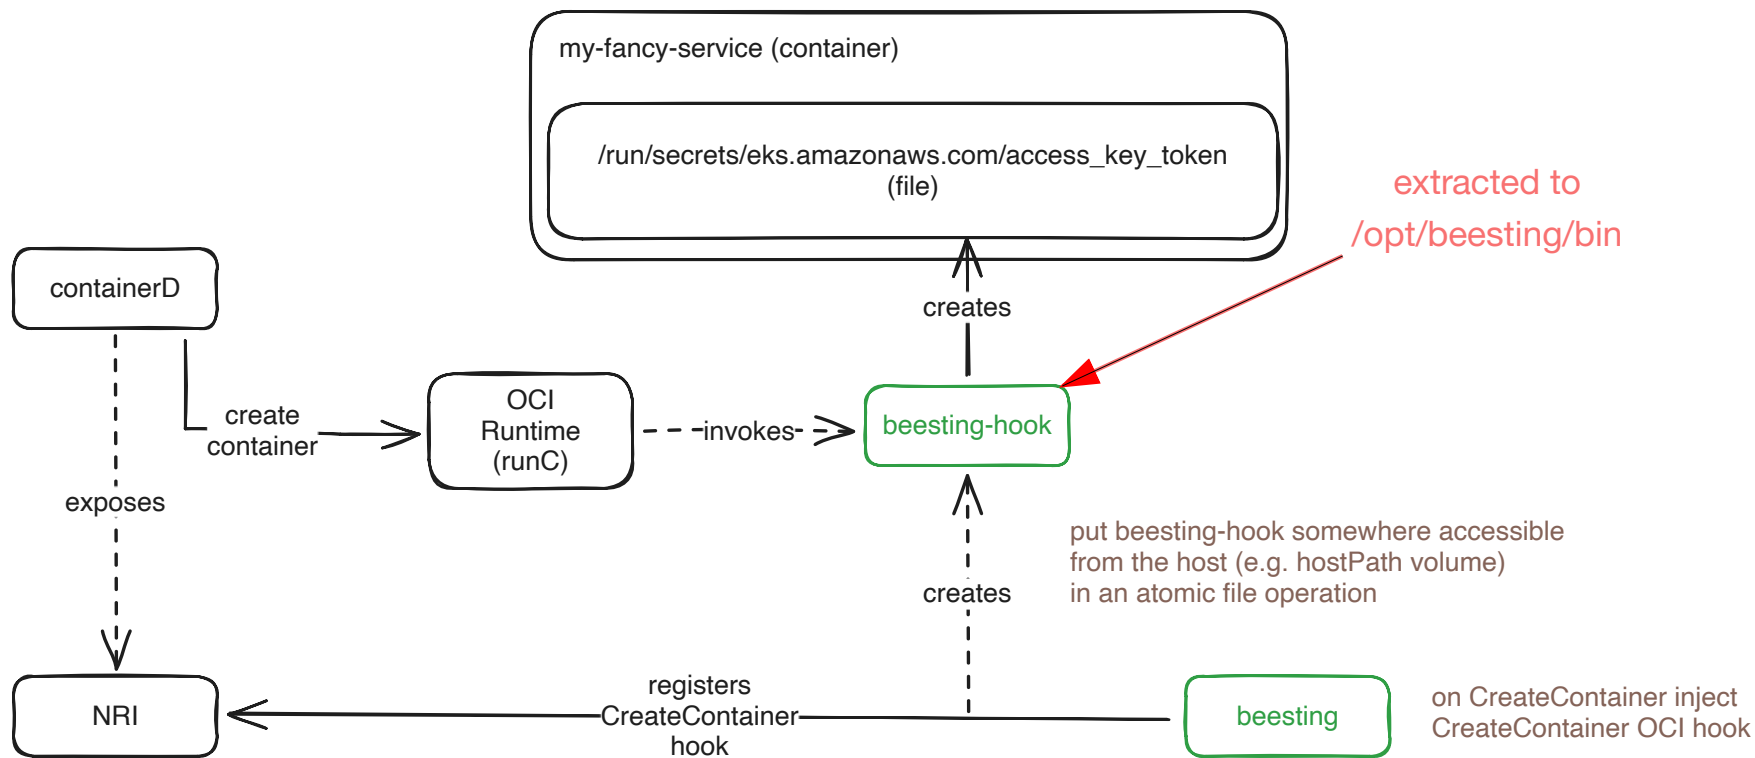 my-fancy-service (container)
/run/secrets/eks.amazonaws.com/access_key_token
(file)
extracted to
/opt/beesting/bin
containerD
creates
create
container
OCI
Runtime
(runC)
invokes
beesting-hook
exposes
put beesting-hook somewhere accessible
from the host (e.g. hostPath volume)
in an atomic file operation
creates
NRI
registers
CreateContainer
hook
beesting
on CreateContainer inject
CreateContainer OCI hook